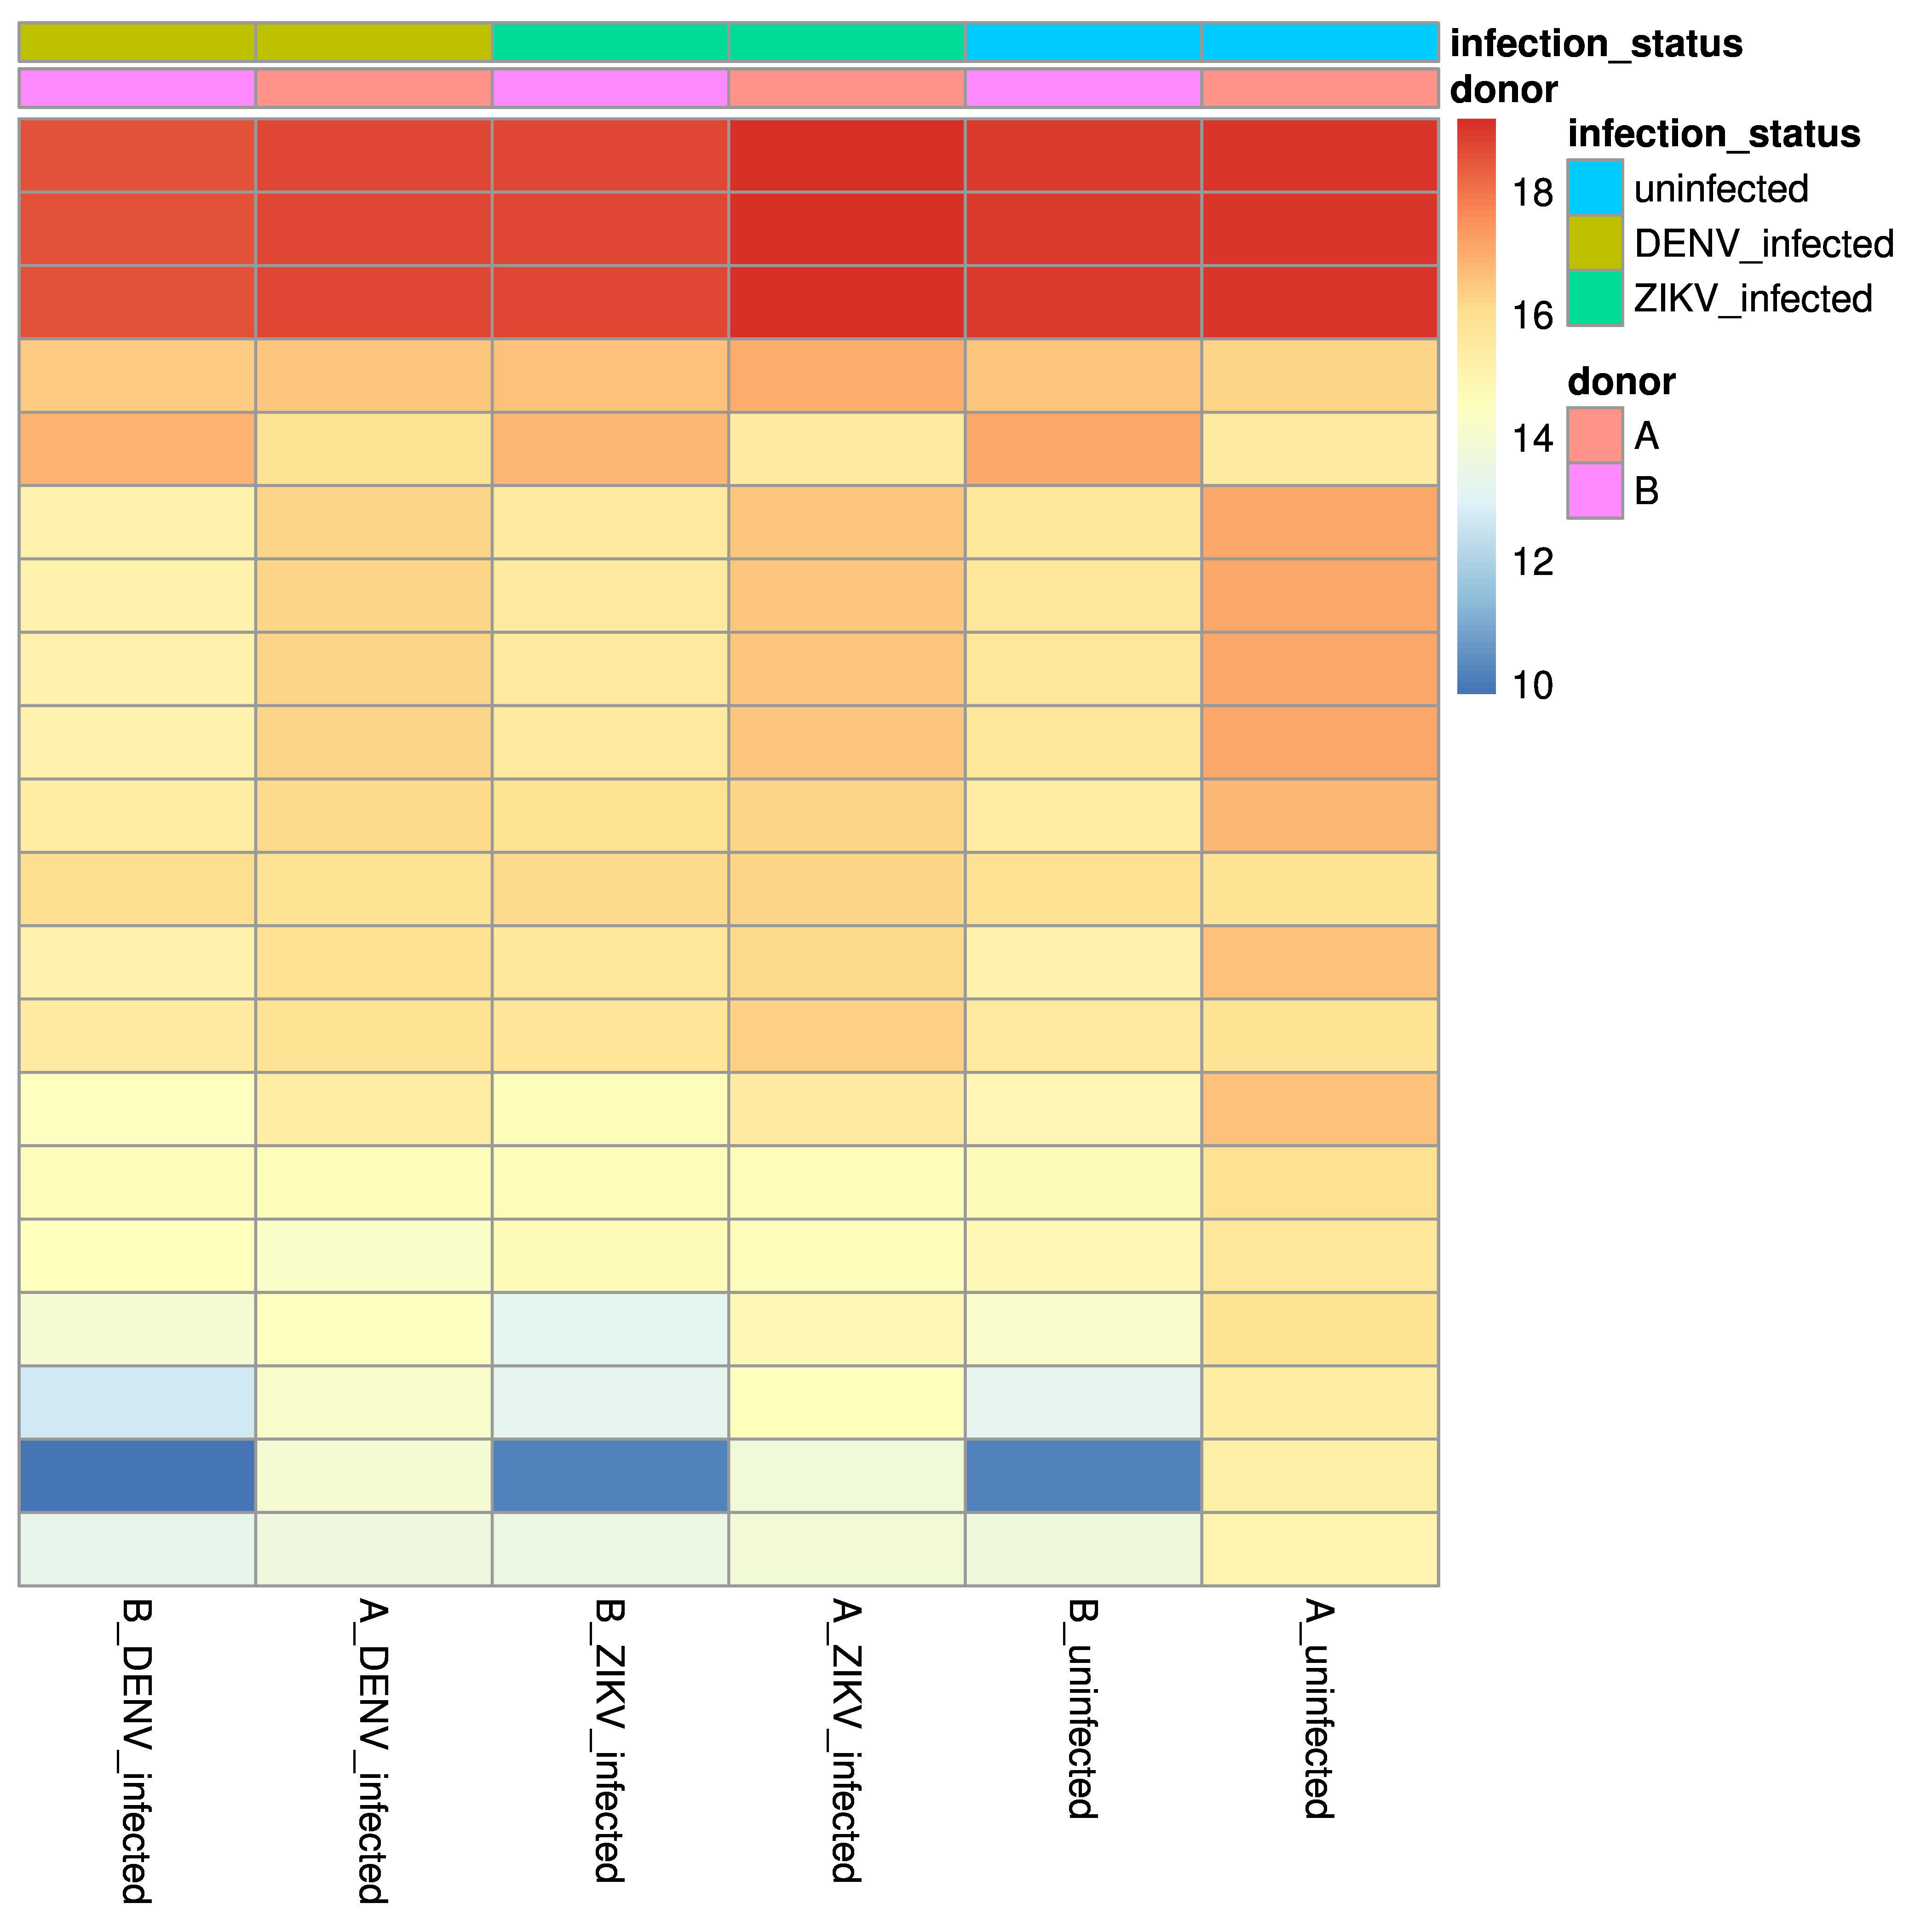 infection_status
donor
infection_status
uninfected
DENV_infected
ZIKV_infected
donor
A
B
18
16
14
12
10
B_DENV_infected
A_DENV_infected
B_ZIKV_infected
A_ZIKV_infected
B_uninfected
A_uninfected